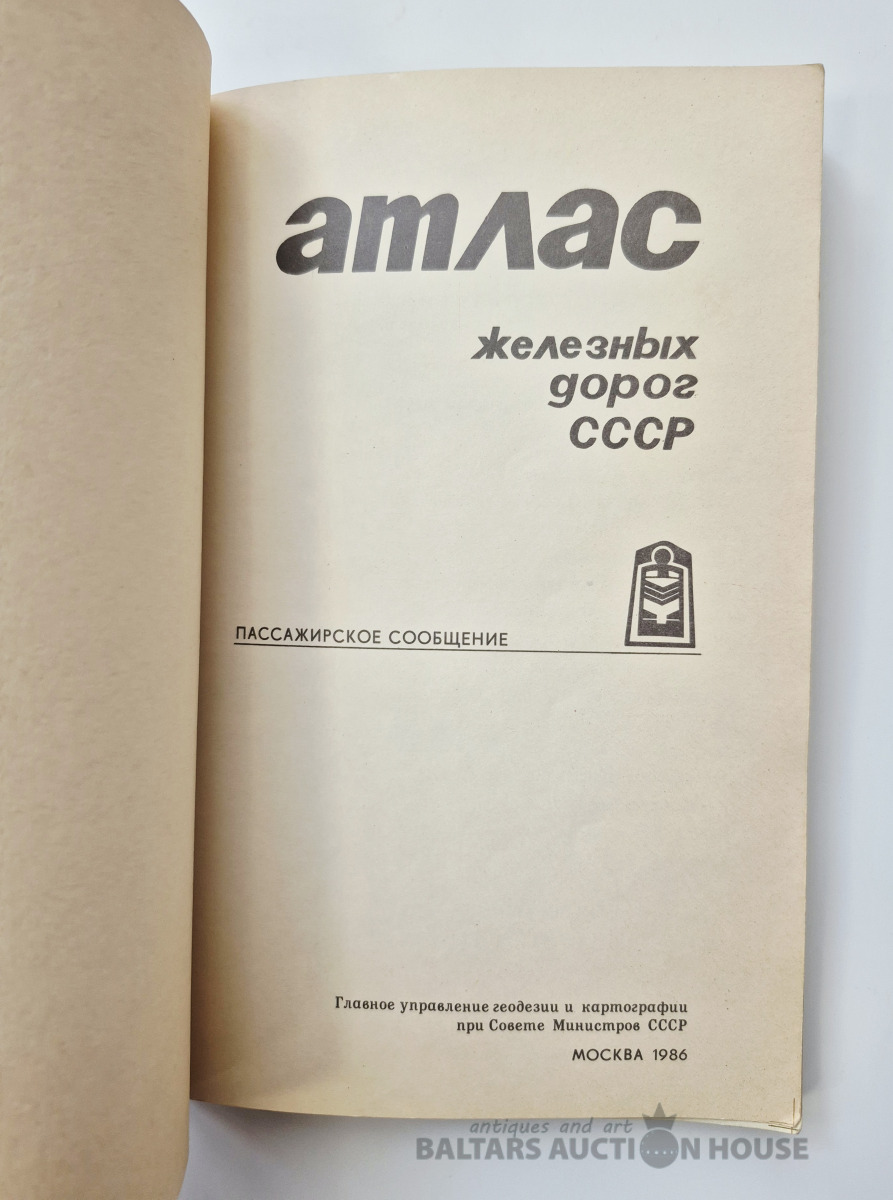 атлас
железных
дорог
СССР
ПАССАЖИРСКОЕ СООБЩЕНИЕ
Главное управление геодезии и картографии
при Совете Министров СССР
МОСКВА 1986
antiques and art
BALTARS AUCTION HOUSE